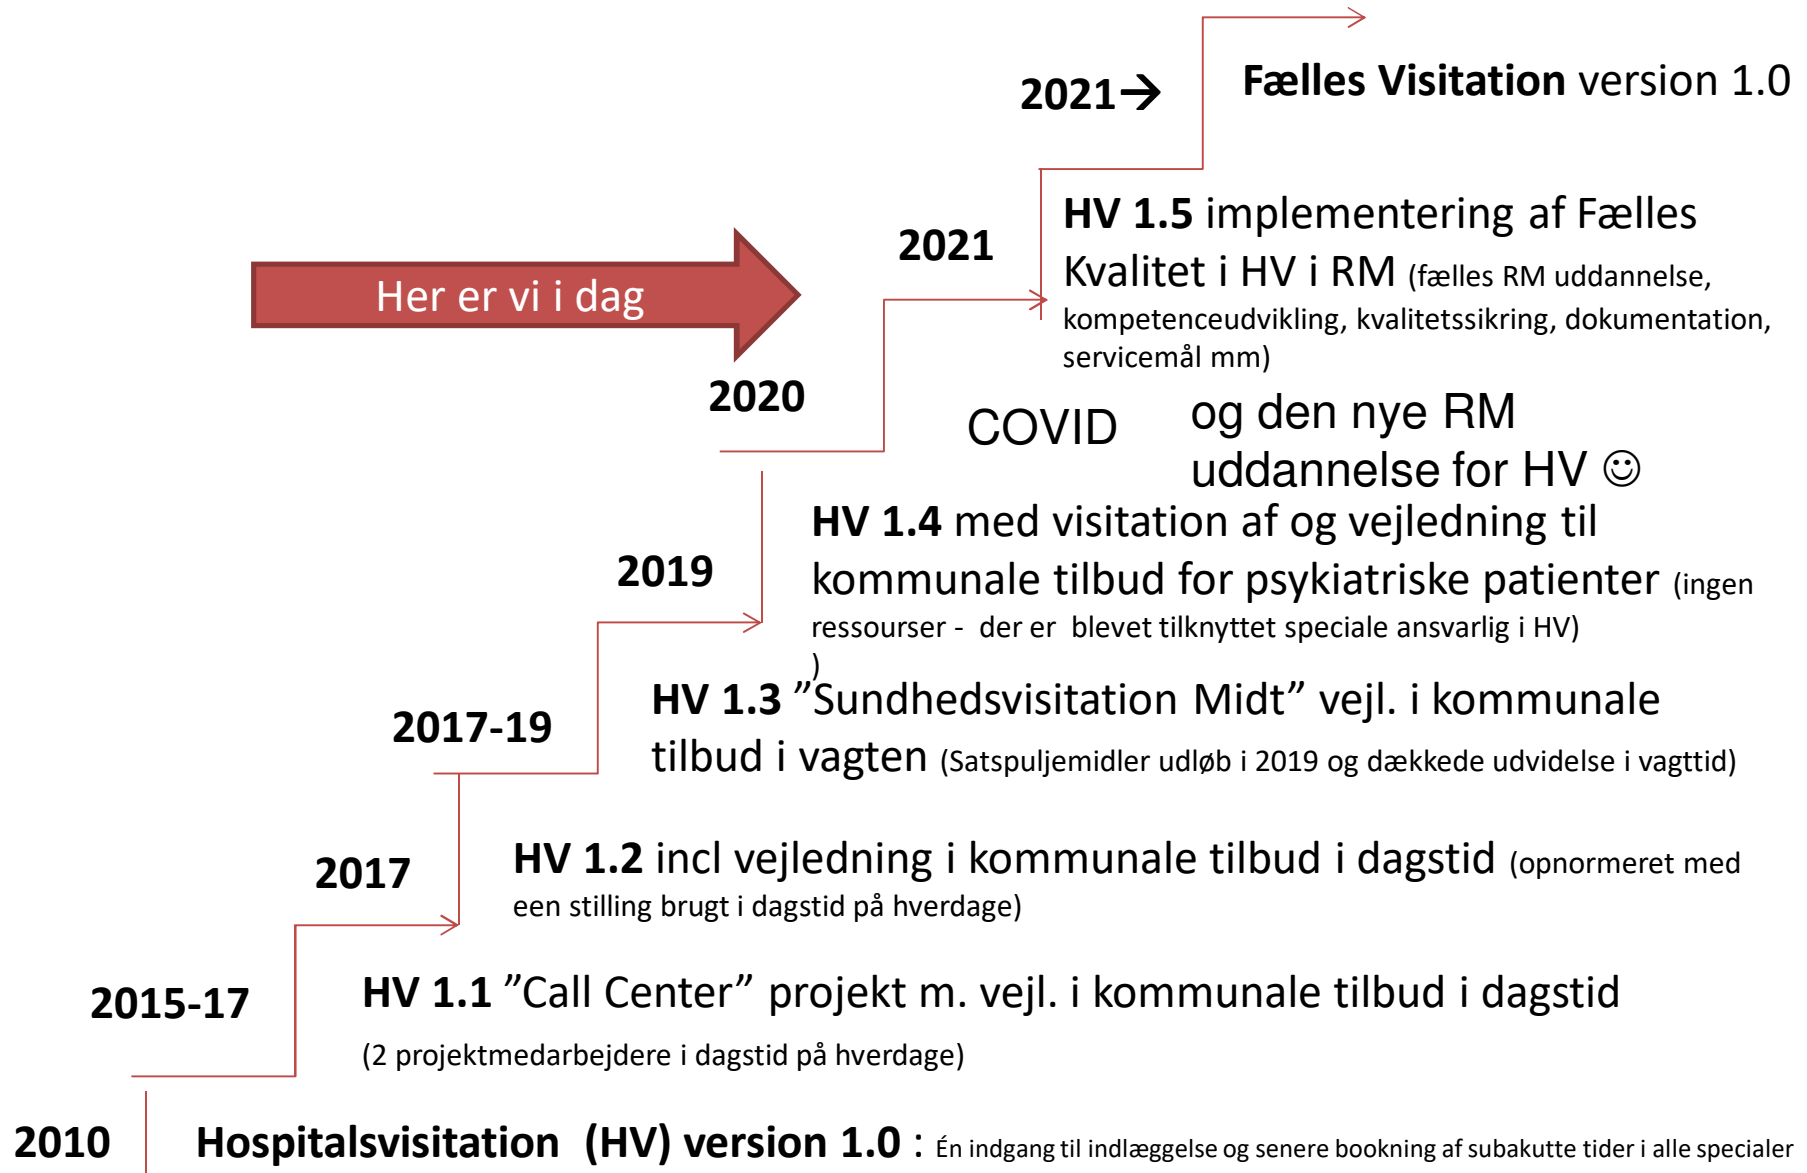 2021→
Fælles Visitation version 1.0
2021
HV 1.5 implementering af Fælles
Kvalitet i HV i RM (fælles RM uddannelse,
kompetenceudvikling, kvalitetssikring, dokumentation,
servicemål mm)
Her er vi i dag
2020
COVID
og den nye RM
uddannelse for HV ☺
2019
HV 1.4 med visitation af og vejledning til
kommunale tilbud for psykiatriske patienter (ingen
ressourser - der er blevet tilknyttet speciale ansvarlig i HV)
)
2017-19
HV 1.3 ”Sundhedsvisitation Midt” vejl. i kommunale
tilbud i vagten (Satspuljemidler udløb i 2019 og dækkede udvidelse i vagttid)
2017
HV 1.2 incl vejledning i kommunale tilbud i dagstid (opnormeret med
een stilling brugt i dagstid på hverdage)
2015-17
HV 1.1 ”Call Center” projekt m. vejl. i kommunale tilbud i dagstid
(2 projektmedarbejdere i dagstid på hverdage)
2010
Hospitalsvisitation (HV) version 1.0 : Én indgang til indlæggelse og senere bookning af subakutte tider i alle specialer